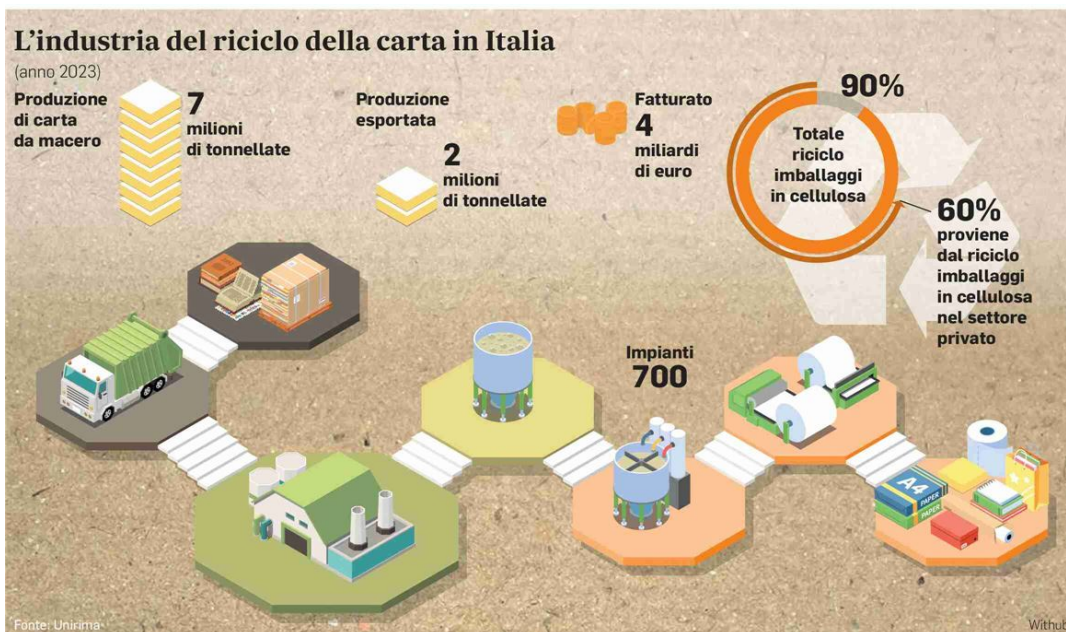 L'industria del riciclo della carta in Italia
(anno 2023)
Produzione
di carta
da macero
7
milioni
di tonnellate
Produzione
esportata
2
milioni
di tonnellate
Fatturato
4
miliardi
di euro
90%
Totale
riciclo
imballaggi
in cellulosa
60%
proviene
dal riciclo
imballaggi
in cellulosa
nel settore
privato
Impianti
700
A4
PAPER
PAPER
Fonte: Unirima
Withub